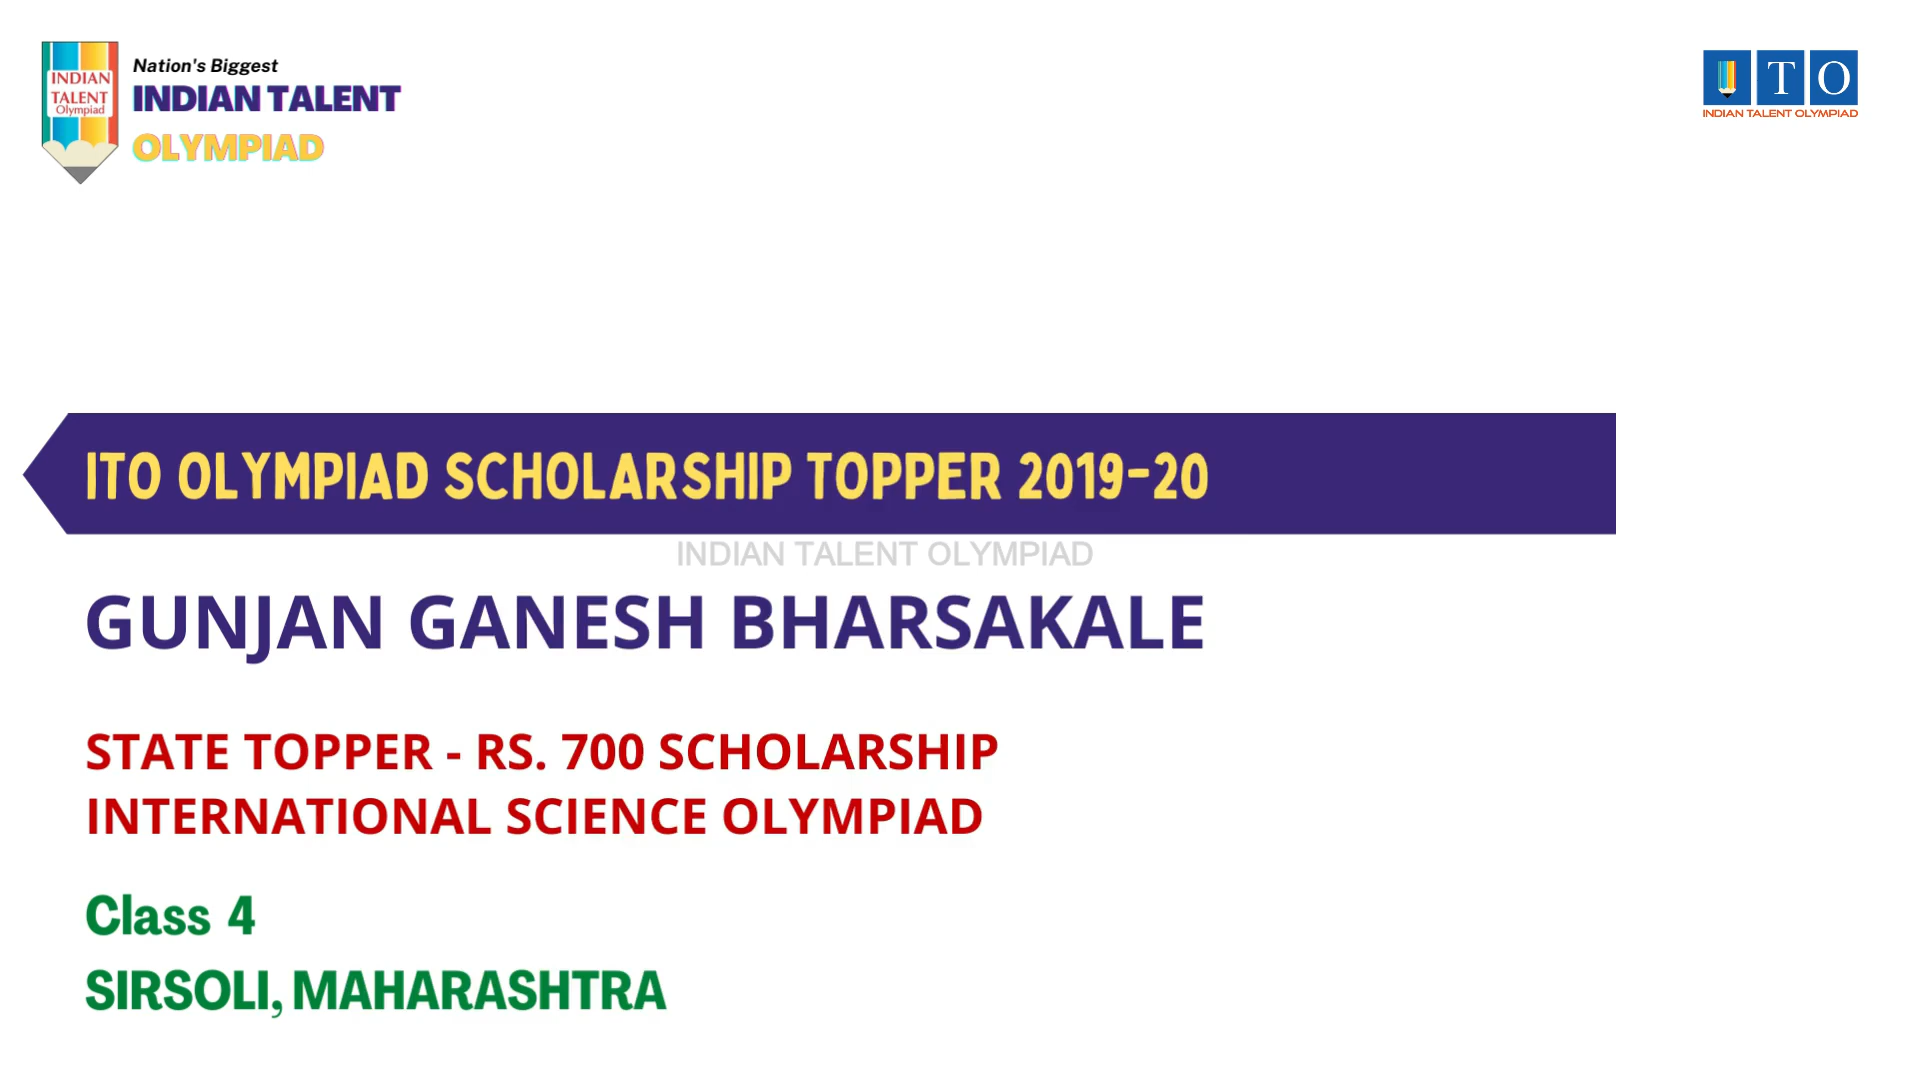 INDIAN
TALENT
Olympiad
Nation's Biggest
INDIAN TALENT
OLYMPIAD
T O
INDIAN TALENT OLYMPIAD
ITO OLYMPIAD SCHOLARSHIP TOPPER 2019-20
INDIAN TALENT OLYMPIAD
GUNJAN GANESH BHARSAKALE
STATE TOPPER - RS. 700 SCHOLARSHIP
INTERNATIONAL SCIENCE OLYMPIAD
Class 4
SIRSOLI, MAHARASHTRA